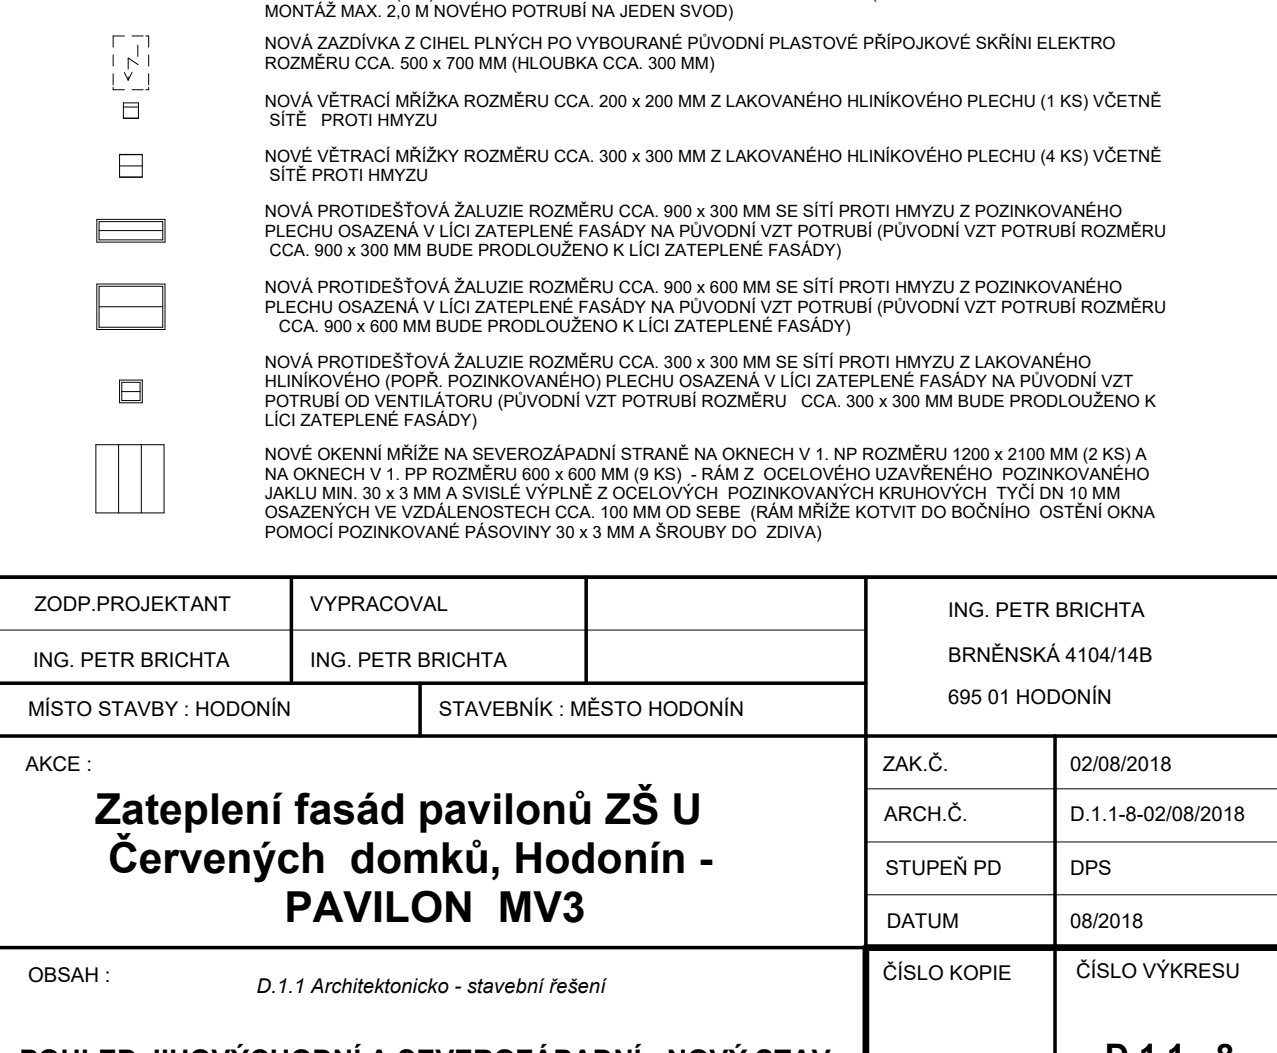 MONTÁŽ MAX. 2,0 M NOVÉHO POTRUBÍ NA JEDEN SVOD)
NOVÁ ZAZDÍVKA Z CIHEL PLNÝCH PO VYBOURANÉ PŮVODNÍ PLASTOVÉ PŘÍPOJKOVÉ SKŘÍNI ELEKTRO
ROZMĚRU CCA. 500 x 700 MM (HLOUBKA CCA. 300 MM)
NOVÁ VĚTRACÍ MŘÍŽKA ROZMĚRU CCA. 200 x 200 MM Z LAKOVANÉHO HLINÍKOVÉHO PLECHU (1 KS) VČETNĚ
SÍTĚ PROTI HMYZU
NOVÉ VĚTRACÍ MŘÍŽKY ROZMĚRU CCA. 300 x 300 MM Z LAKOVANÉHO HLINÍKOVÉHO PLECHU (4 KS) VČETNĚ
SÍTĚ PROTI HMYZU
NOVÁ PROTIDEŠŤOVÁ ŽALUZIE ROZMĚRU CCA. 900 x 300 MM SE SÍTÍ PROTI HMYZU Z POZINKOVANÉHO
PLECHU OSAZENÁ V LÍCI ZATEPLENÉ FASÁDY NA PŮVODNÍ VZT POTRUBÍ (PŮVODNÍ VZT POTRUBÍ ROZMĚRU
CCA. 900 x 300 MM BUDE PRODLOUŽENO K LÍCI ZATEPLENÉ FASÁDY)
NOVÁ PROTIDEŠŤOVÁ ŽALUZIE ROZMĚRU CCA. 900 x 600 MM SE SÍTÍ PROTI HMYZU Z POZINKOVANÉHO
PLECHU OSAZENÁ V LÍCI ZATEPLENÉ FASÁDY NA PŮVODNÍ VZT POTRUBÍ (PŮVODNÍ VZT POTRUBÍ ROZMĚRU
CCA. 900 x 600 MM BUDE PRODLOUŽENO K LÍCI ZATEPLENÉ FASÁDY)
NOVÁ PROTIDEŠŤOVÁ ŽALUZIE ROZMĚRU CCA. 300 x 300 MM SE SÍTÍ PROTI HMYZU Z LAKOVANÉHO
HLINÍKOVÉHO (POPŘ. POZINKOVANÉHO) PLECHU OSAZENÁ V LÍCI ZATEPLENÉ FASÁDY NA PŮVODNÍ VZT
POTRUBÍ OD VENTILÁTORU (PŮVODNÍ VZT POTRUBÍ ROZMĚRU CCA. 300 x 300 MM BUDE PRODLOUŽENO K
LÍCI ZATEPLENÉ FASÁDY)
NOVÉ OKENNÍ MŘÍŽE NA SEVEROZÁPADNÍ STRANĚ NA OKNECH V 1. NP ROZMĚRU 1200 x 2100 MM (2 KS) A
NA OKNECH V 1. PP ROZMĚRU 600 x 600 MM (9 KS) - RÁM Z OCELOVÉHO UZAVŘENÉHO POZINKOVANÉHO
JAKLU MIN. 30 x 3 MM A SVISLÉ VÝPLNĚ Z OCELOVÝCH POZINKOVANÝCH KRUHOVÝCH TYČÍ DN 10 MM
OSAZENÝCH VE VZDÁLENOSTECH CCA. 100 MM OD SEBE (RÁM MŘÍŽE KOTVIT DO BOČNÍHO OSTĚNÍ OKNA
POMOCÍ POZINKOVANÉ PÁSOVINY 30 x 3 MM A ŠROUBY DO ZDIVA)
ZODP.PROJEKTANT
VYPRACOVAL
ING. PETR BRICHTA
ING. PETR BRICHTA
ING. PETR BRICHTA
BRNĚNSKÁ 4104/14B
695 01 HODONÍN
MÍSTO STAVBY : HODONÍN
STAVEBNÍK : MĚSTO HODONÍN
AKCE :
Zateplení fasád pavilonů ZŠ U
Červených domků, Hodonín -
PAVILON MV3
ZAK.Č.
02/08/2018
ARCH.Č.
D.1.1-8-02/08/2018
STUPEŇ PD
DPS
DATUM
08/2018
OBSAH :
D.1.1 Architektonicko - stavební řešení
ČÍSLO KOPIE
ČÍSLO VÝKRESU
POHLED JIHOVÝCHODNÍ A SEVEROZÁPADNÍ - NOVÝ STAV
D.1.1 - 8